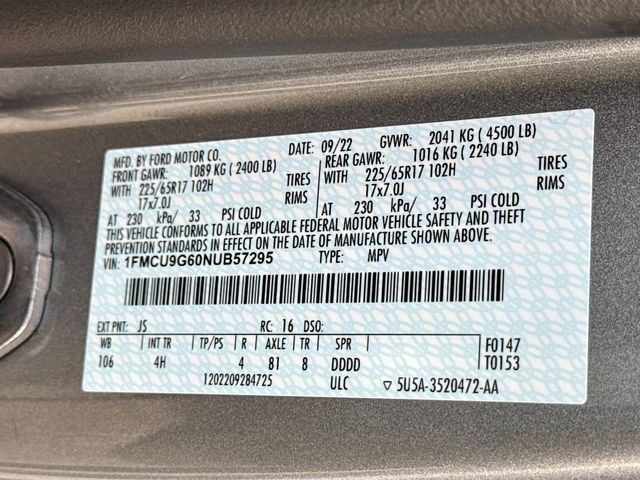 MFD. BY FORD MOTOR CO. DATE: 09/22 GVWR: 2041 KG ( 4500 LB)
FRONT GAWR: 1089 KG ( 2400 LB) REAR GAWR: 1016 KG ( 2240 LB)
WITH 225/65R17 102H TIRES WITH 225/65R17 102H TIRES
17x7.0J RIMS 17x7.0J RIMS
AT 230 kPa/ 33 PSI COLD AT 230 kPa/ 33 PSI COLD
THIS VEHICLE CONFORMS TO ALL APPLICABLE FEDERAL MOTOR VEHICLE SAFETY AND THEFT
PREVENTION STANDARDS IN EFFECT ON THE DATE OF MANUFACTURE SHOWN ABOVE.
VIN: 1FMCU9G60NUB57295 TYPE: MPV
EXT PNT: JS RC: 16 DSO:
WB INT TR TP/PS R AXLE TR SPR F0147
106 4H 4 81 8 DDDD T0153
1202209284725 ULC ▽ 5U5A-3520472-AA